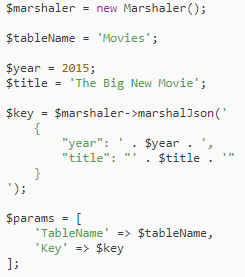 $marshaler = new Marshaler();
$tableName = 'Movies';
$year = 2015;
$title = 'The Big New Movie';
$key = $marshaler->marshalJson('
{
"year": ' . $year . ',
"title": "' . $title . '"
}
');
$params = [
'TableName' => $tableName,
'Key' => $key
];